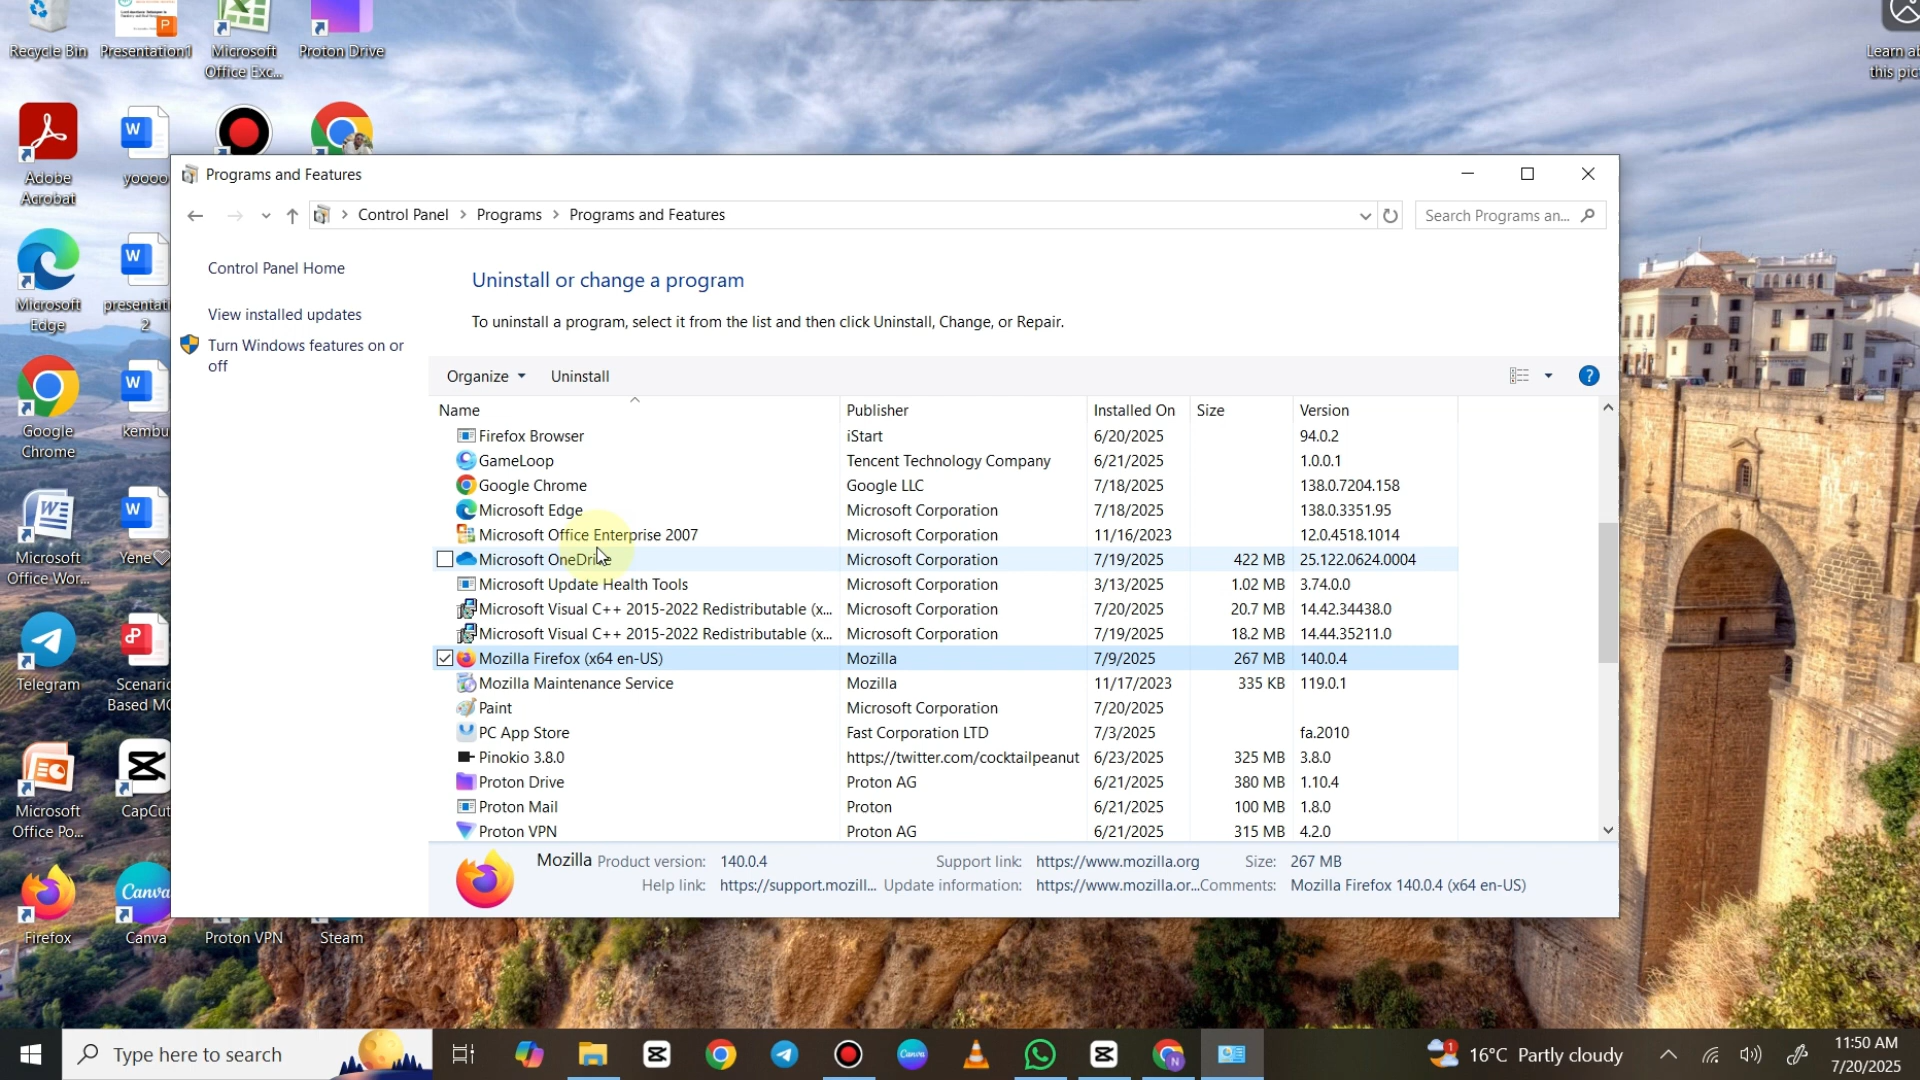 Recycle Bin
Presentation1
Microsoft
Office Exc...
Proton Drive
Learn ab
this pic
Adobe
Acrobat
yoooo
Microsoft
Edge
presentati
2
Google
Chrome
kembu
Microsoft
Office Wor...
Yene♡
Telegram
Scenario
Based MC
Microsoft
Office Po...
CapCut
Firefox
Canva
Canva
Proton VPN
Steam
Programs and Features
Control Panel > Programs > Programs and Features
Search Programs an...
Control Panel Home
View installed updates
Turn Windows features on or
off
Uninstall or change a program
To uninstall a program, select it from the list and then click Uninstall, Change, or Repair.
Organize Uninstall
Name Publisher Installed On Size Version
Firefox Browser iStart 6/20/2025 94.0.2
GameLoop Tencent Technology Company 6/21/2025 1.0.0.1
Google Chrome Google LLC 7/18/2025 138.0.7204.158
Microsoft Edge Microsoft Corporation 7/18/2025 138.0.3351.95
Microsoft Office Enterprise 2007 Microsoft Corporation 11/16/2023 12.0.4518.1014
Microsoft OneDrive Microsoft Corporation 7/19/2025 422 MB 25.122.0624.0004
Microsoft Update Health Tools Microsoft Corporation 3/13/2025 1.02 MB 3.74.0.0
Microsoft Visual C++ 2015-2022 Redistributable (x... Microsoft Corporation 7/20/2025 20.7 MB 14.42.34438.0
Microsoft Visual C++ 2015-2022 Redistributable (x... Microsoft Corporation 7/19/2025 18.2 MB 14.44.35211.0
Mozilla Firefox (x64 en-US) Mozilla 7/9/2025 267 MB 140.0.4
Mozilla Maintenance Service Mozilla 11/17/2023 335 KB 119.0.1
Paint Microsoft Corporation 7/20/2025
PC App Store Fast Corporation LTD 7/3/2025 fa.2010
Pinokio 3.8.0 https://twitter.com/cocktailpeanut 6/23/2025 325 MB 3.8.0
Proton Drive Proton AG 6/21/2025 380 MB 1.10.4
Proton Mail Proton 6/21/2025 100 MB 1.8.0
Proton VPN Proton AG 6/21/2025 315 MB 4.2.0
Mozilla Product version: 140.0.4 Support link: https://www.mozilla.org Size: 267 MB
Help link: https://support.mozill... Update information: https://www.mozilla.or... Comments: Mozilla Firefox 140.0.4 (x64 en-US)
Type here to search
Canva
N
1
16°C Partly cloudy
11:50 AM
7/20/2025